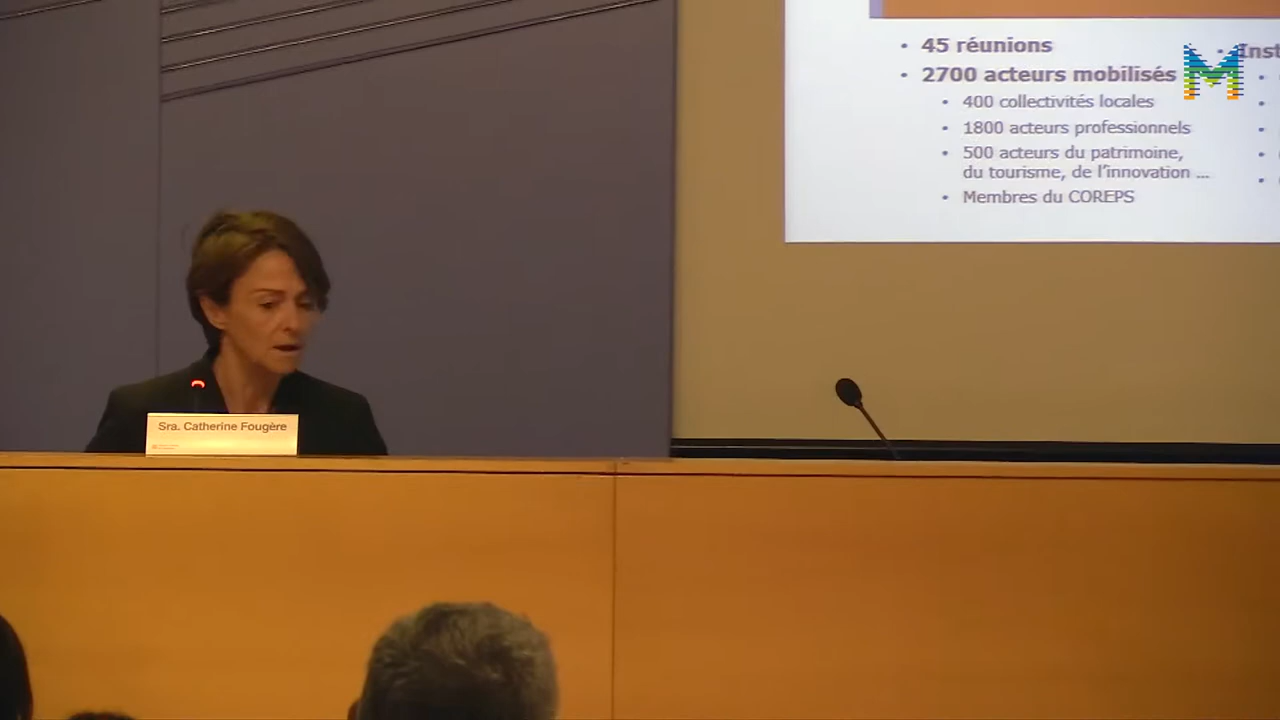 45 réunions
2700 acteurs mobilisés
400 collectivités locales
1800 acteurs professionnels
500 acteurs du patrimoine,
du tourisme, de l'innovation ...
Membres du COREPS
Inst
M
Sra. Catherine Fougère